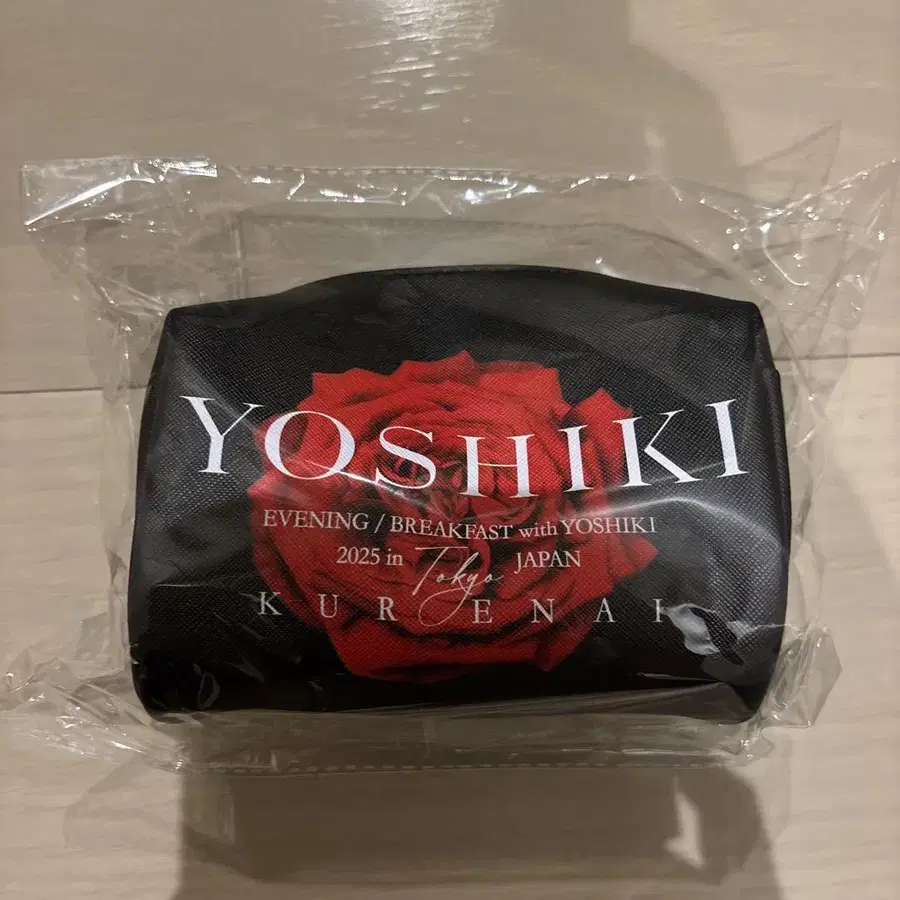 YOSHIKI
EVENING / BREAKFAST with YOSHIKI
2025 in Tokyo JAPAN
KURENAI